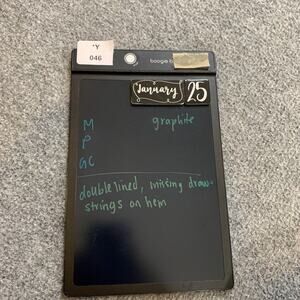 'Y
046
boogie b
January 25
M graphite
P
GC
double lined, missing draw-
strings on hem